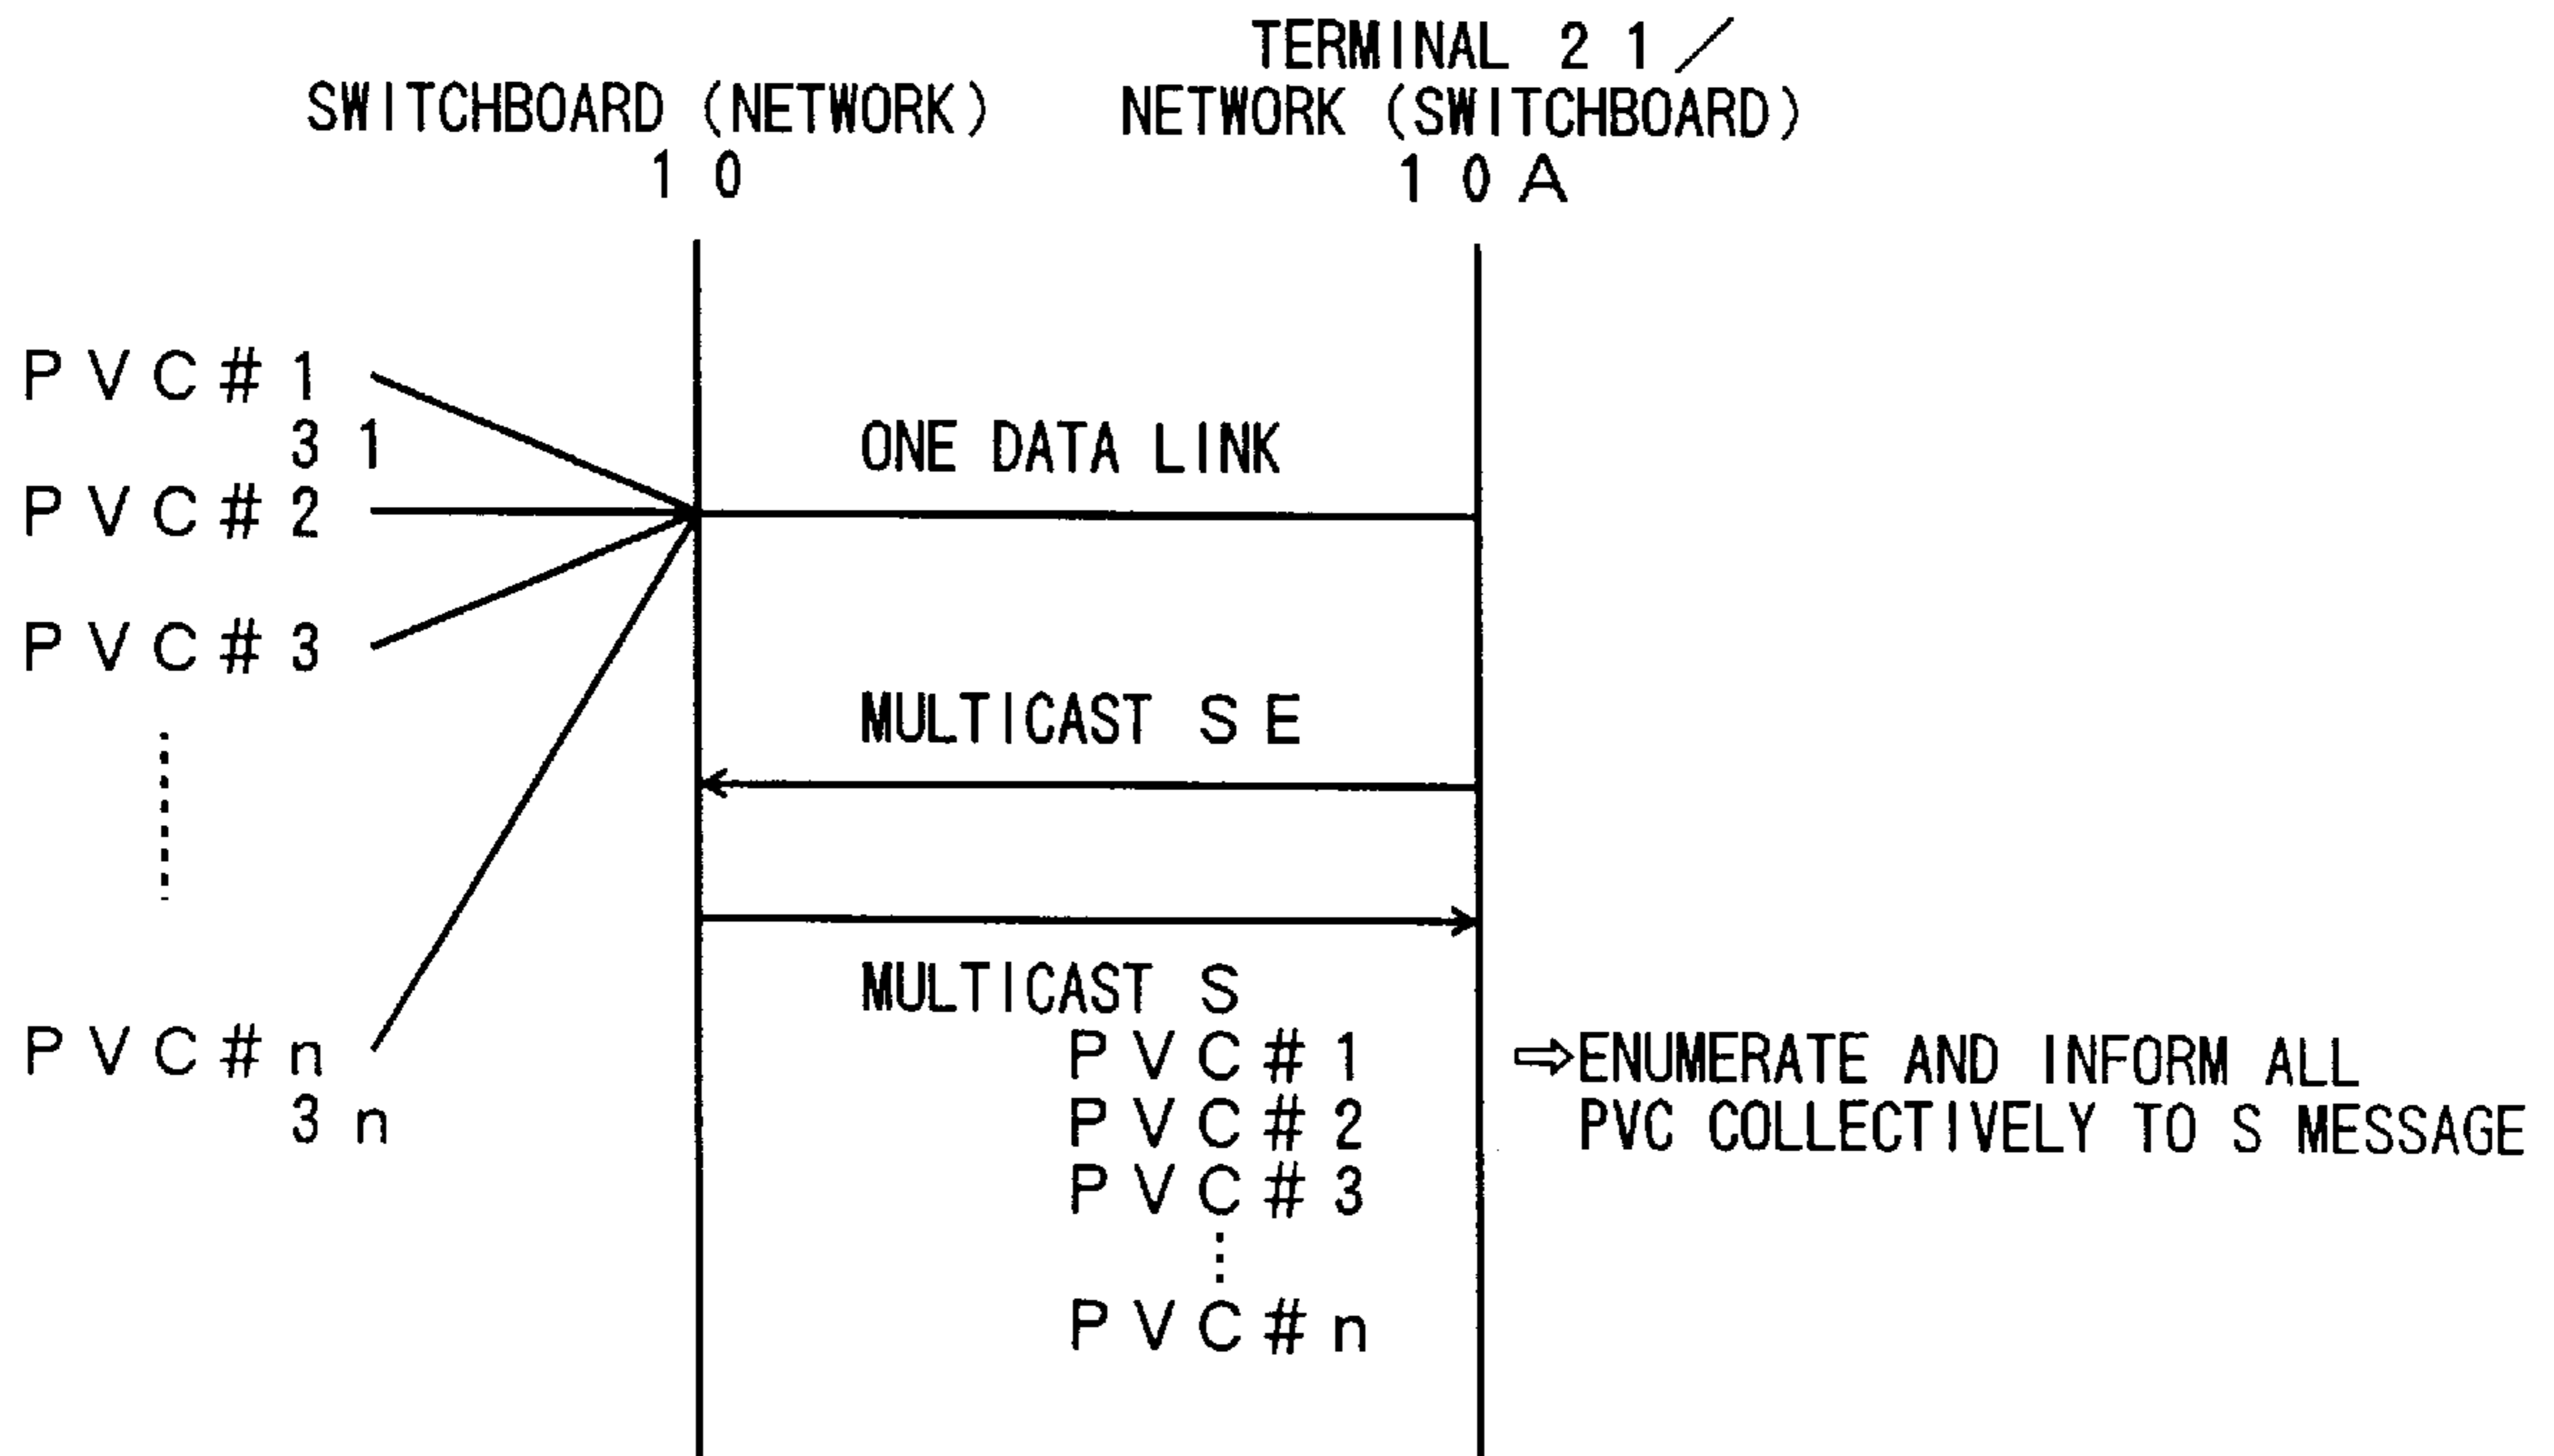 TERMINAL 21/
SWITCHBOARD (NETWORK)
NETWORK (SWITCHBOARD)
10
10A
PVC#1
31
ONE DATA LINK
PVC#2
PVC#3
MULTICAST SE
MULTICAST S
PVC#n
3n
PVC#1
PVC#2
PVC#3
PVC#n
⇨ENUMERATE AND INFORM ALL
PVC COLLECTIVELY TO S MESSAGE